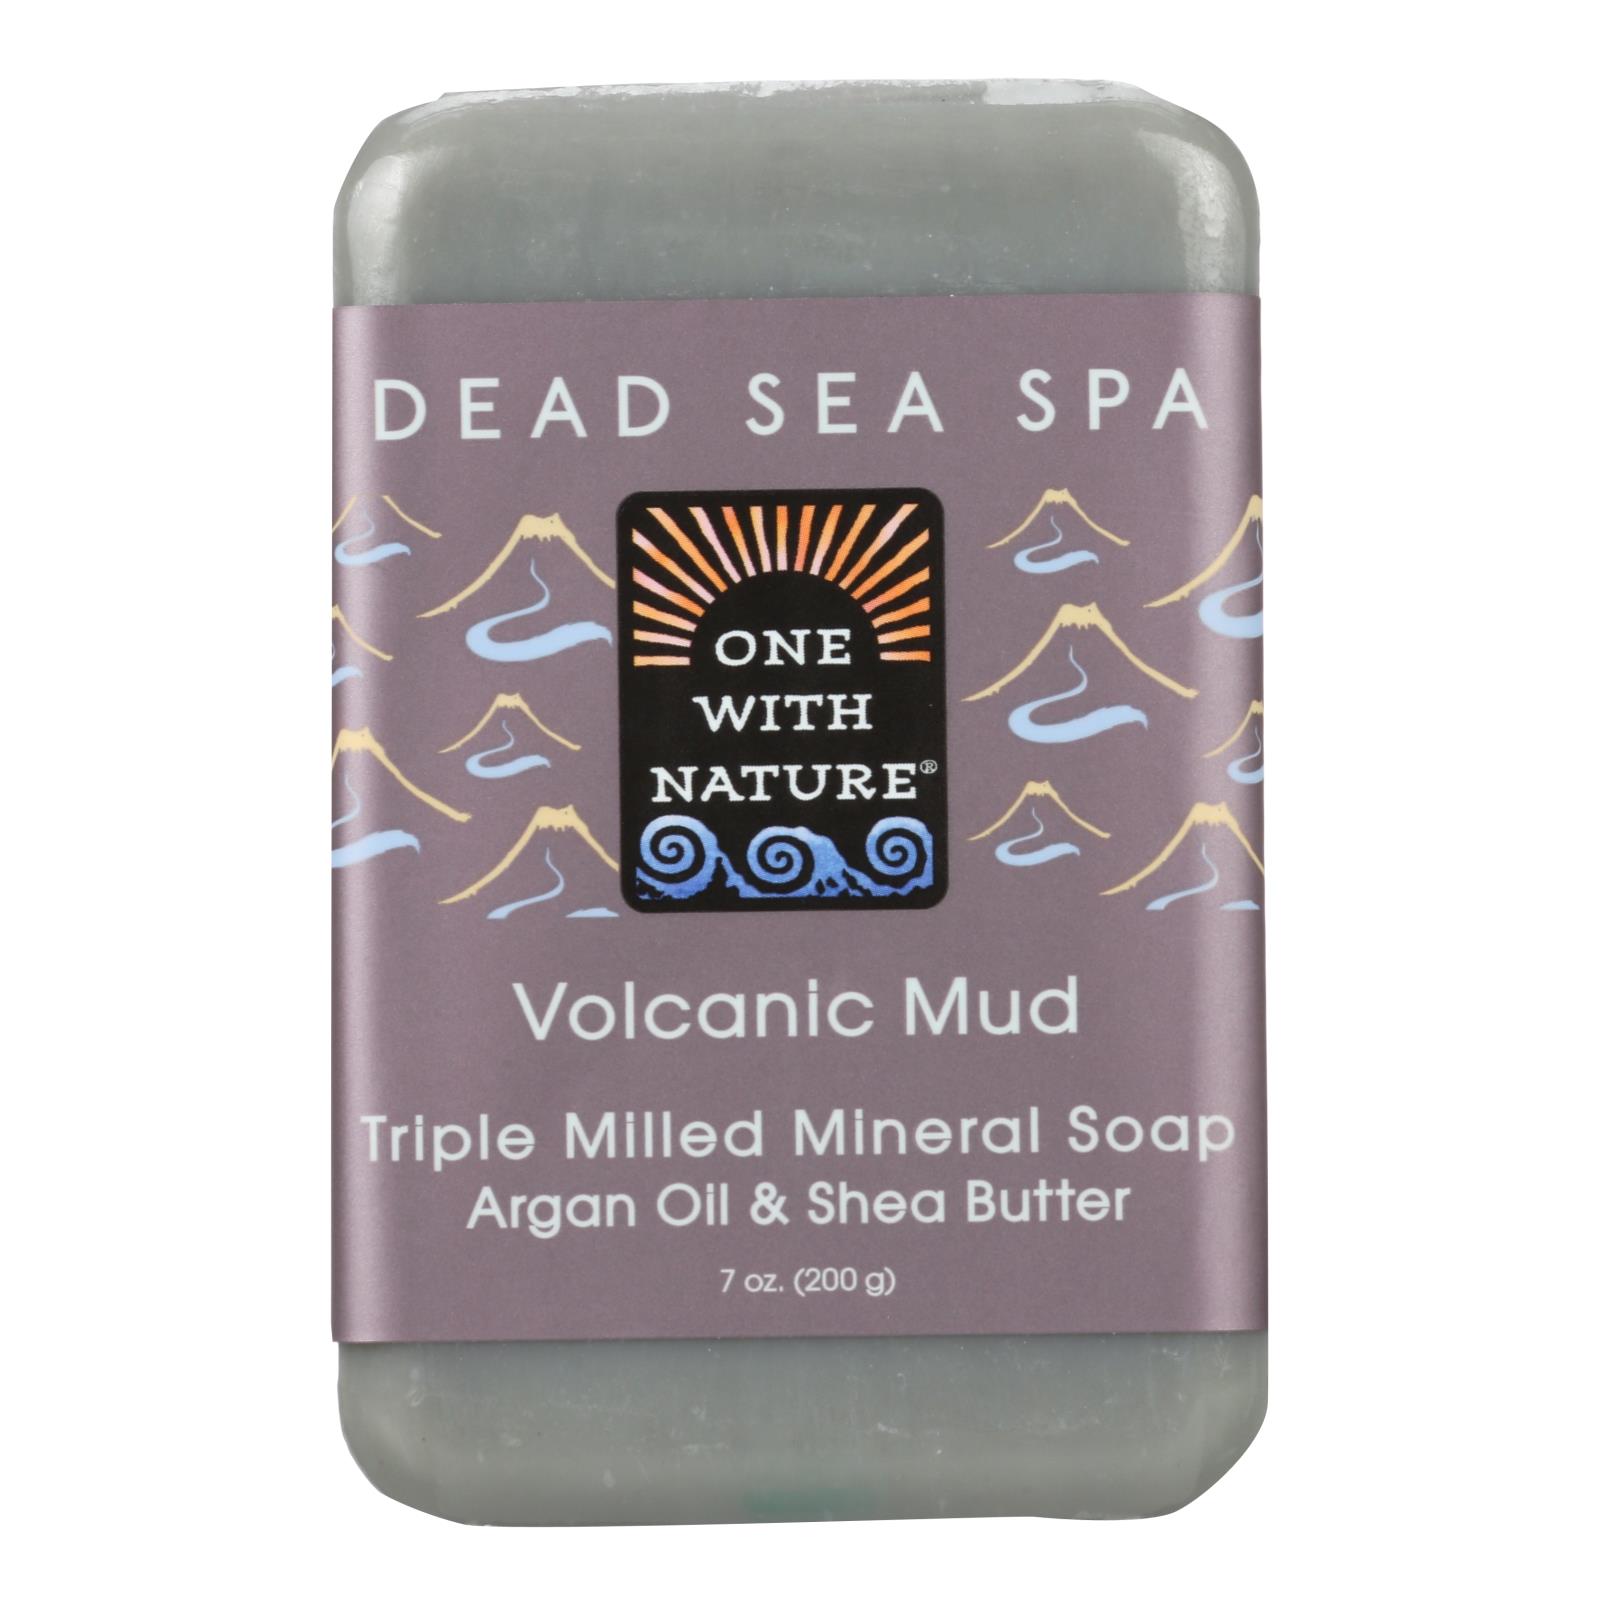 DEAD SEA SPA
ONE
WITH
NATURE®
Volcanic Mud
Triple Milled Mineral Soap
Argan Oil & Shea Butter
7 oz. (200 g)